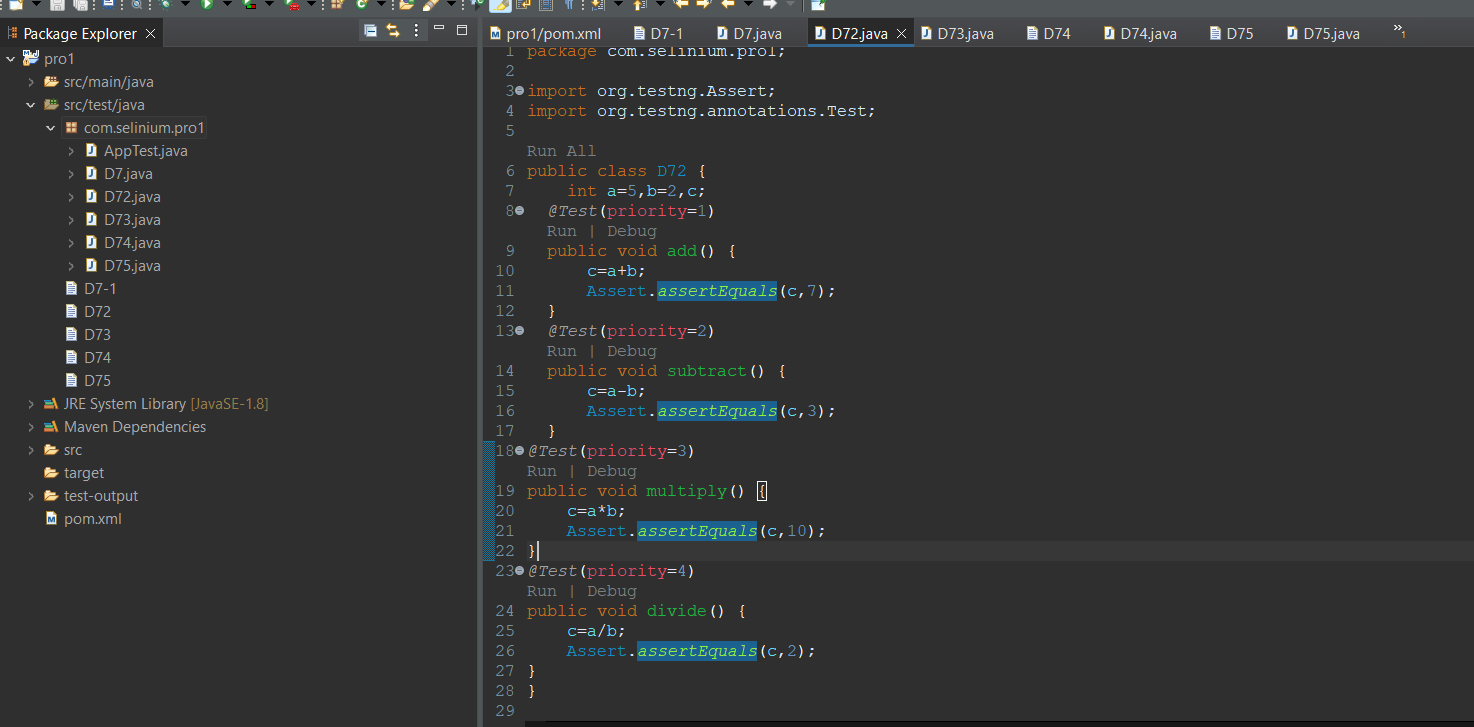 Package Explorer
pro1
src/main/java
src/test/java
com.selinium.pro1
AppTest.java
D7.java
D72.java
D73.java
D74.java
D75.java
D7-1
D72
D73
D74
D75
JRE System Library [JavaSE-1.8]
Maven Dependencies
src
target
test-output
pom.xml
pro1/pom.xml D7-1 D7.java D72.java D73.java D74 D74.java D75 D75.java »1
1 package com.selinium.pro1;
2
3 import org.testng.Assert;
4 import org.testng.annotations.Test;
5
Run All
6 public class D72 {
7 int a=5,b=2,c;
8 @Test(priority=1)
Run | Debug
9 public void add() {
10 c=a+b;
11 Assert.assertEquals(c,7);
12 }
13 @Test(priority=2)
Run | Debug
14 public void subtract() {
15 c=a-b;
16 Assert.assertEquals(c,3);
17 }
18 @Test(priority=3)
Run | Debug
19 public void multiply() {
20 c=a*b;
21 Assert.assertEquals(c,10);
22 }
23 @Test(priority=4)
Run | Debug
24 public void divide() {
25 c=a/b;
26 Assert.assertEquals(c,2);
27 }
28 }
29